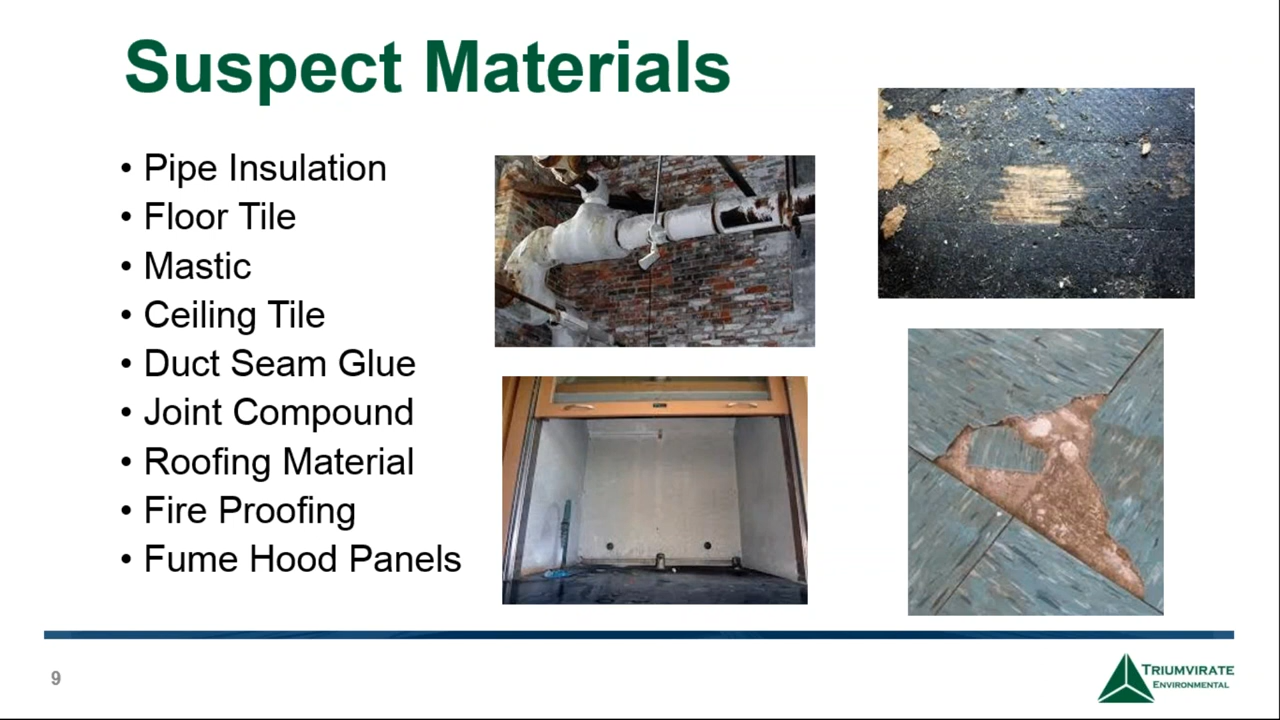 Suspect Materials
• Pipe Insulation
• Floor Tile
• Mastic
• Ceiling Tile
• Duct Seam Glue
• Joint Compound
• Roofing Material
• Fire Proofing
• Fume Hood Panels
9
TRIUMVIRATE
ENVIRONMENTAL